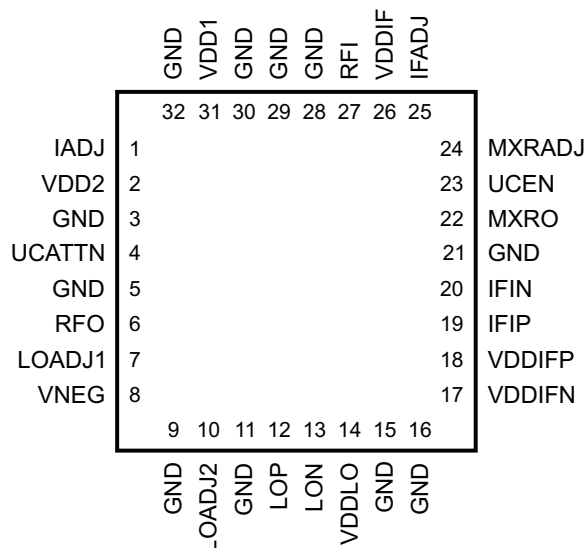 GND VDD1 GND GND GND RFI VDDIF IFADJ
32 31 30 29 28 27 26 25
IADJ 1 24 MXRADJ
VDD2 2 23 UCEN
GND 3 22 MXRO
UCATTN 4 21 GND
GND 5 20 IFIN
RFO 6 19 IFIP
LOADJ1 7 18 VDDIFP
VNEG 8 17 VDDIFN
9 10 11 12 13 14 15 16
GND LOADJ2 GND LOP LON VDDLO GND GND